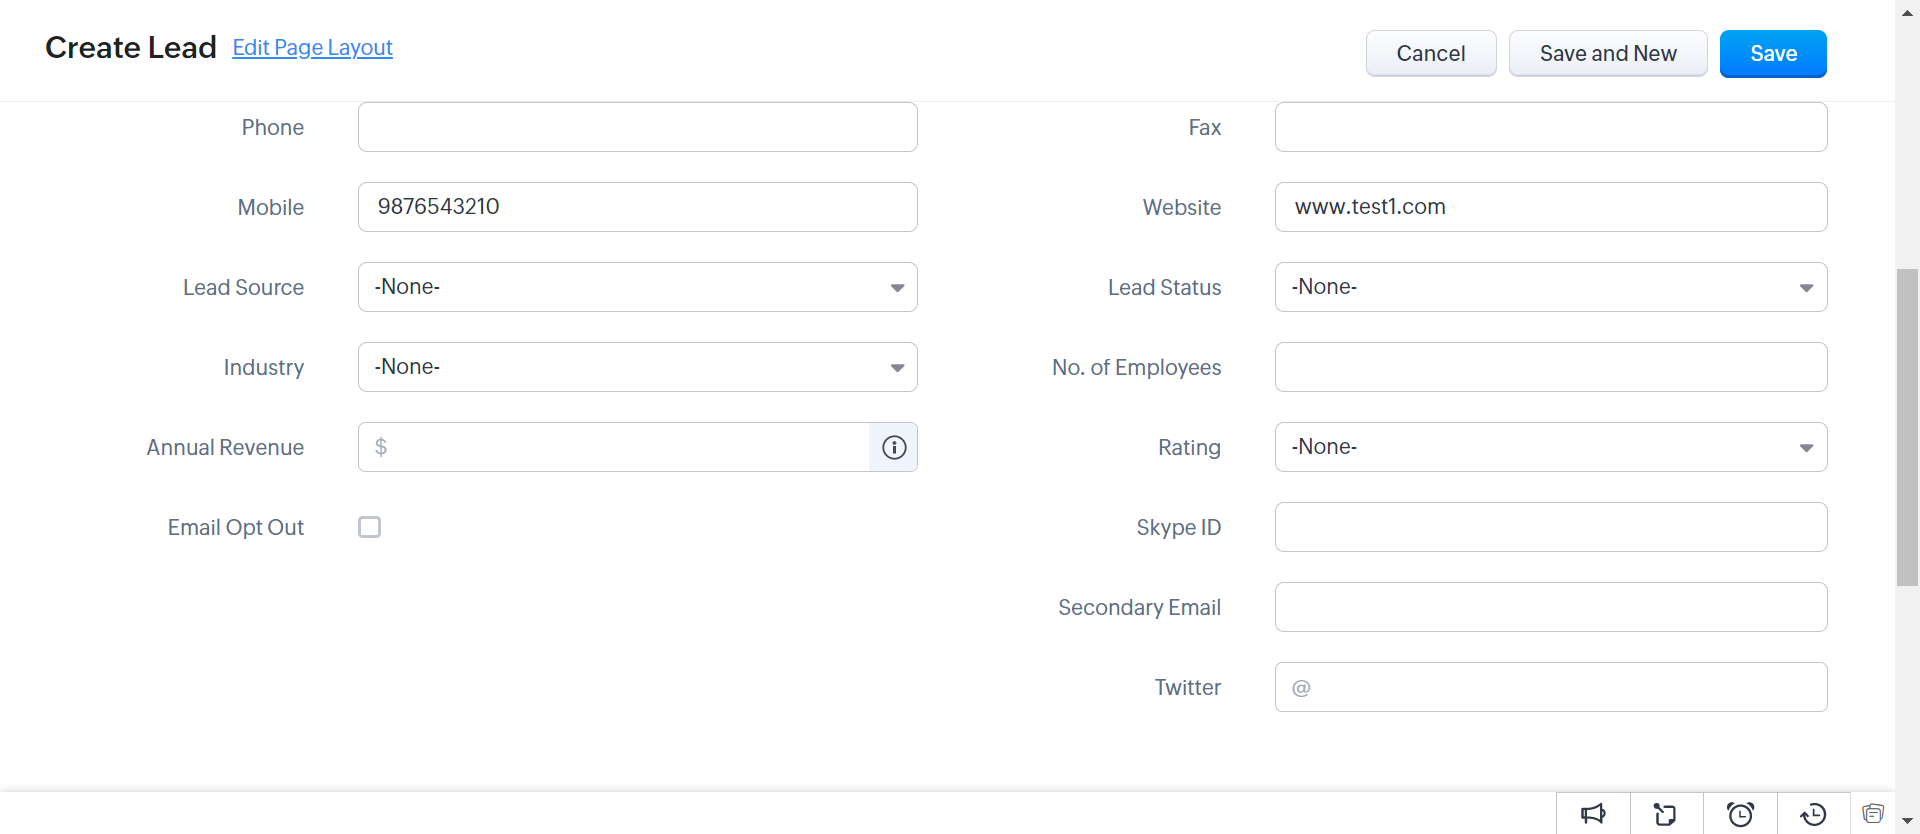 Create Lead Edit Page Layout
Cancel Save and New Save
Phone Fax
Mobile 9876543210 Website www.test1.com
Lead Source -None- Lead Status -None-
Industry -None- No. of Employees
Annual Revenue $ Rating -None-
Email Opt Out Skype ID
Secondary Email
Twitter @